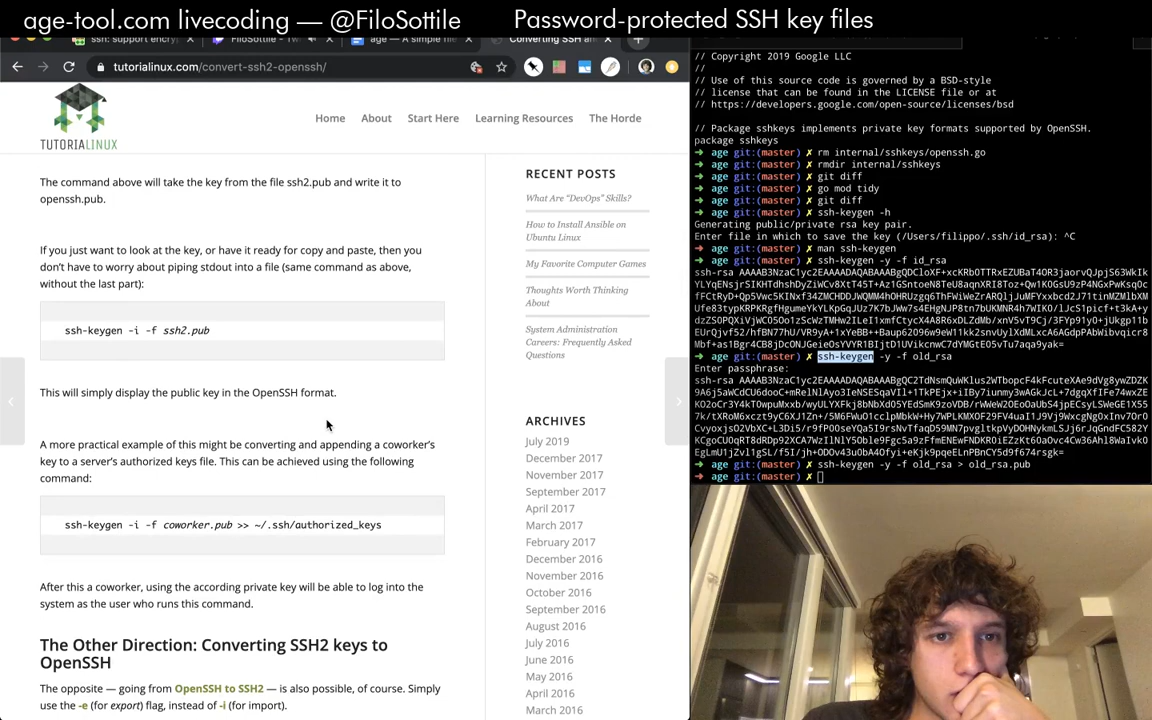 age-tool.com livecoding — @FiloSottile
Password-protected SSH key files
ssh: support encry
FiloSottile - Tw
age — A simple fi
Converting SSH an
tutorialinux.com/convert-ssh2-openssh/
TUTORIALINUX
Home About Start Here Learning Resources The Horde
The command above will take the key from the file ssh2.pub and write it to
openssh.pub.
If you just want to look at the key, or have it ready for copy and paste, then you
don't have to worry about piping stdout into a file (same command as above,
without the last part):
ssh-keygen -i -f ssh2.pub
This will simply display the public key in the OpenSSH format.
A more practical example of this might be converting and appending a coworker's
key to a server's authorized keys file. This can be achieved using the following
command:
ssh-keygen -i -f coworker.pub >> ~/.ssh/authorized_keys
After this a coworker, using the according private key will be able to log into the
system as the user who runs this command.
The Other Direction: Converting SSH2 keys to
OpenSSH
The opposite — going from OpenSSH to SSH2 — is also possible, of course. Simply
use the -e (for export) flag, instead of -i (for import).
RECENT POSTS
What Are "DevOps" Skills?
How to Install Ansible on
Ubuntu Linux
My Favorite Computer Games
Thoughts Worth Thinking
About
System Administration
Careers: Frequently Asked
Questions
ARCHIVES
July 2019
December 2017
November 2017
September 2017
April 2017
March 2017
February 2017
December 2016
November 2016
October 2016
September 2016
August 2016
July 2016
June 2016
May 2016
April 2016
March 2016
// Copyright 2019 Google LLC
//
// Use of this source code is governed by a BSD-style
// license that can be found in the LICENSE file or at
// https://developers.google.com/open-source/licenses/bsd
// Package sshkeys implements private key formats supported by OpenSSH.
package sshkeys
➜ age git:(master) ✗ rm internal/sshkeys/openssh.go
➜ age git:(master) ✗ rmdir internal/sshkeys
➜ age git:(master) ✗ git diff
➜ age git:(master) ✗ go mod tidy
➜ age git:(master) ✗ git diff
➜ age git:(master) ✗ ssh-keygen -h
Generating public/private rsa key pair.
Enter file in which to save the key (/Users/filippo/.ssh/id_rsa): ^C
➜ age git:(master) ✗ man ssh-keygen
➜ age git:(master) ✗ ssh-keygen -y -f id_rsa
ssh-rsa
➜ age git:(master) ✗ ssh-keygen -y -f old_rsa
Enter passphrase:
ssh-rsa
➜ age git:(master) ✗ ssh-keygen -y -f old_rsa > old_rsa.pub
➜ age git:(master) ✗